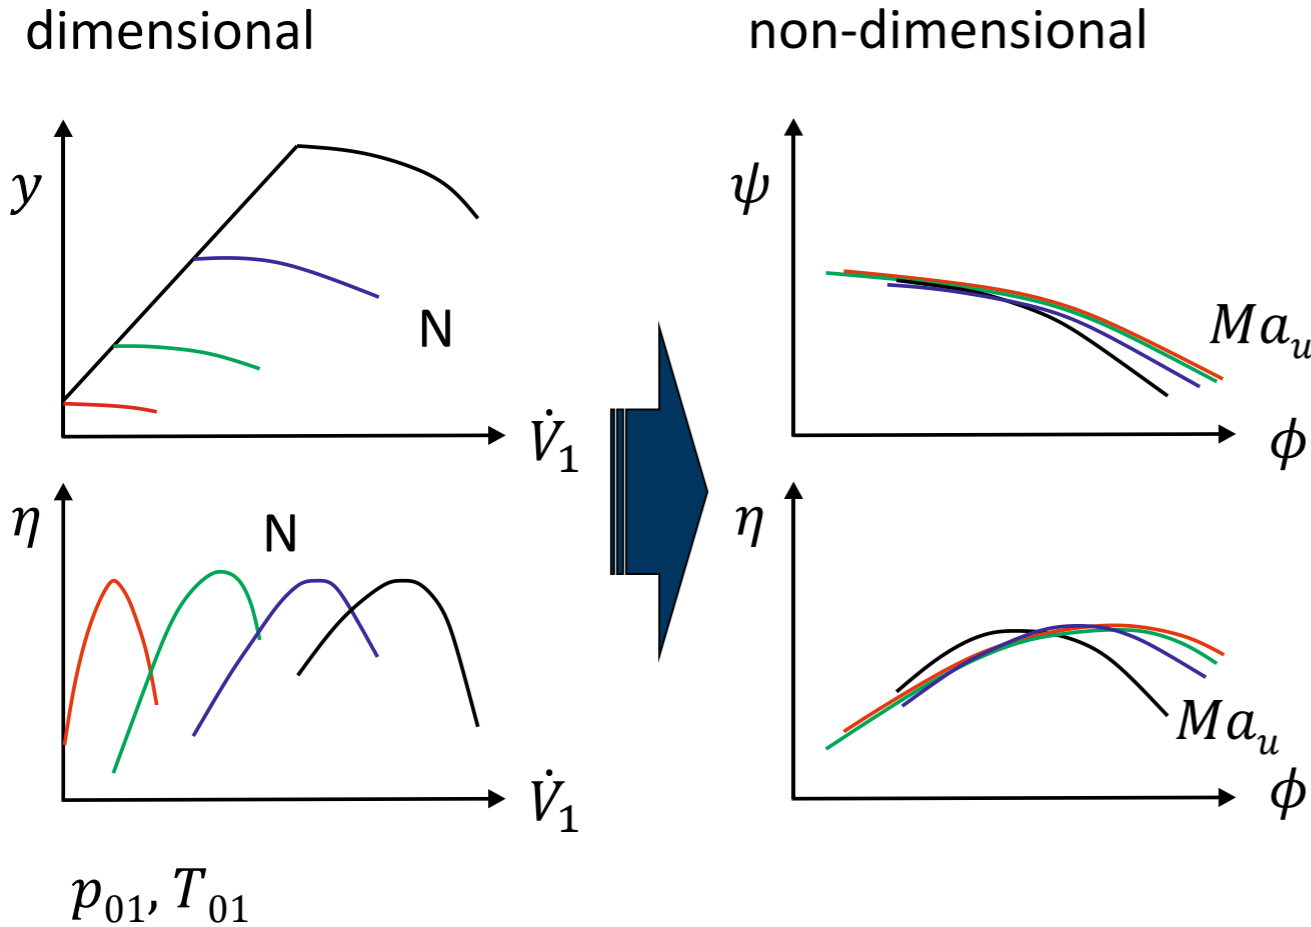 dimensional
non-dimensional
y
N
V̇₁
ψ
Maᵤ
ϕ
η
N
V̇₁
η
Maᵤ
ϕ
p₀₁, T₀₁